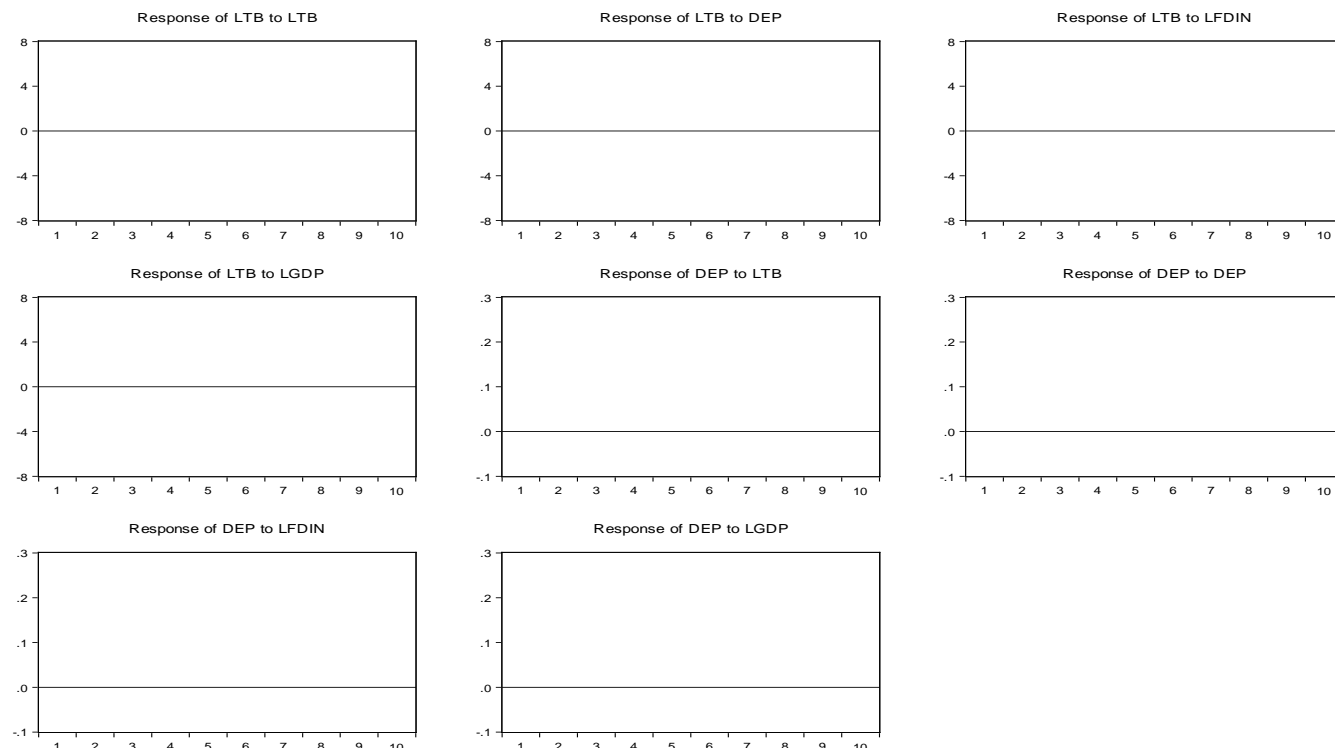 Response of LTB to LTB
8
4
0
-4
-8
1 2 3 4 5 6 7 8 9 10
Response of LTB to DEP
8
4
0
-4
-8
1 2 3 4 5 6 7 8 9 10
Response of LTB to LFDIN
8
4
0
-4
-8
1 2 3 4 5 6 7 8 9 10
Response of LTB to LGDP
8
4
0
-4
-8
1 2 3 4 5 6 7 8 9 10
Response of DEP to LTB
.3
.2
.1
.0
-.1
1 2 3 4 5 6 7 8 9 10
Response of DEP to DEP
.3
.2
.1
.0
-.1
1 2 3 4 5 6 7 8 9 10
Response of DEP to LFDIN
.3
.2
.1
.0
-.1
1 2 3 4 5 6 7 8 9 10
Response of DEP to LGDP
.3
.2
.1
.0
-.1
1 2 3 4 5 6 7 8 9 10